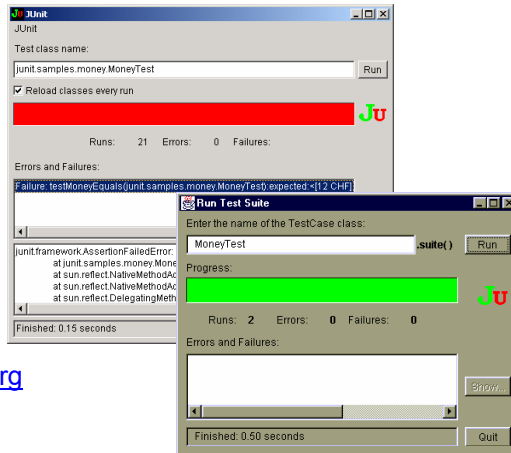 JUnit
JUnit
Test class name:
junit.samples.money.MoneyTest
Run
Reload classes every run
JU
Runs: 21 Errors: 0 Failures:
Errors and Failures:
Failure: testMoneyEquals(junit.samples.money.MoneyTest):expected:<[12 CHF]
junit.framework.AssertionFailedError:
at junit.samples.money.Mone
at sun.reflect.NativeMethodAc
at sun.reflect.NativeMethodAc
at sun.reflect.DelegatingMeth
Finished: 0.15 seconds
rg
Run Test Suite
Enter the name of the TestCase class:
MoneyTest .suite( ) Run
Progress:
JU
Runs: 2 Errors: 0 Failures: 0
Errors and Failures:
Show...
Finished: 0.50 seconds
Quit